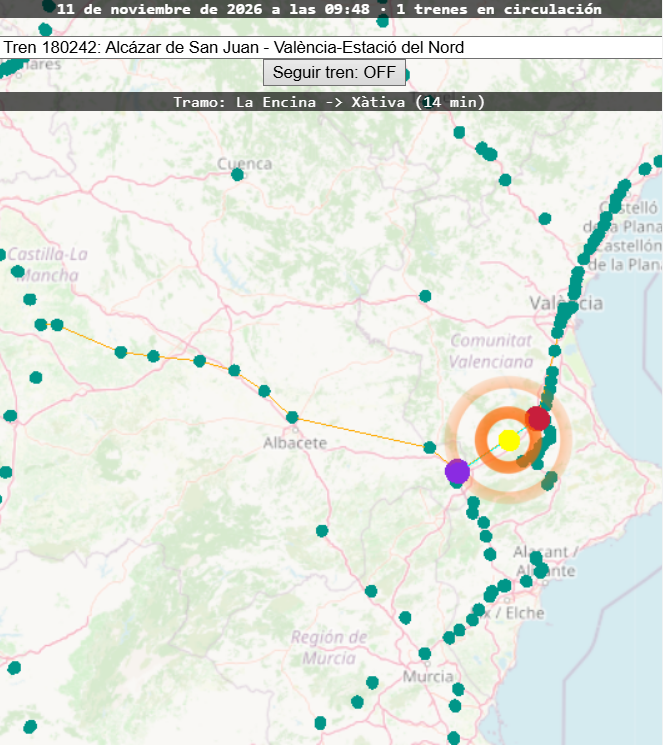 11 de noviembre de 2026 a las 09:48 · 1 trenes en circulación
Tren 180242: Alcázar de San Juan - València-Estació del Nord
Seguir tren: OFF
Tramo: La Encina -> Xàtiva (14 min)
Cuenca
Castilla-La
Mancha
València
Comunitat
Valenciana
de la Plana
Castellón
de la Plana
Albacete
Alacant /
Alicante
/ Elche
Región de
Murcia
Murcia